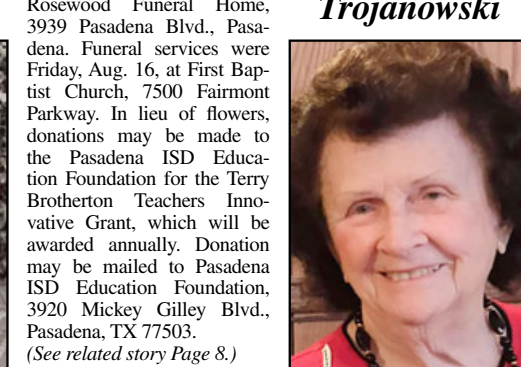 Rosewood Funeral Home,
3939 Pasadena Blvd., Pasa-
dena. Funeral services were
Friday, Aug. 16, at First Bap-
tist Church, 7500 Fairmont
Parkway. In lieu of flowers,
donations may be made to
the Pasadena ISD Educa-
tion Foundation for the Terry
Brotherton Teachers Inno-
vative Grant, which will be
awarded annually. Donation
may be mailed to Pasadena
ISD Education Foundation,
3920 Mickey Gilley Blvd.,
Pasadena, TX 77503.
(See related story Page 8.)
Trojanowski